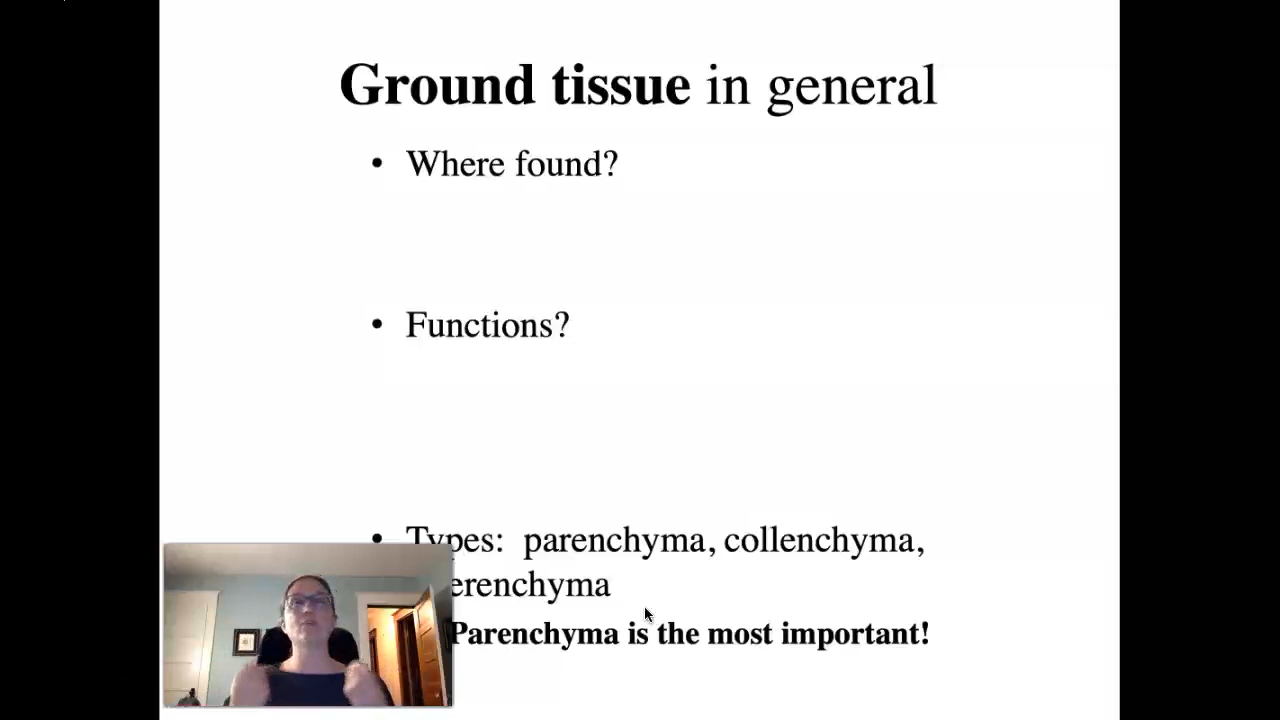 Ground tissue in general
• Where found?
• Functions?
• Types: parenchyma, collenchyma,
erenchyma
Parenchyma is the most important!